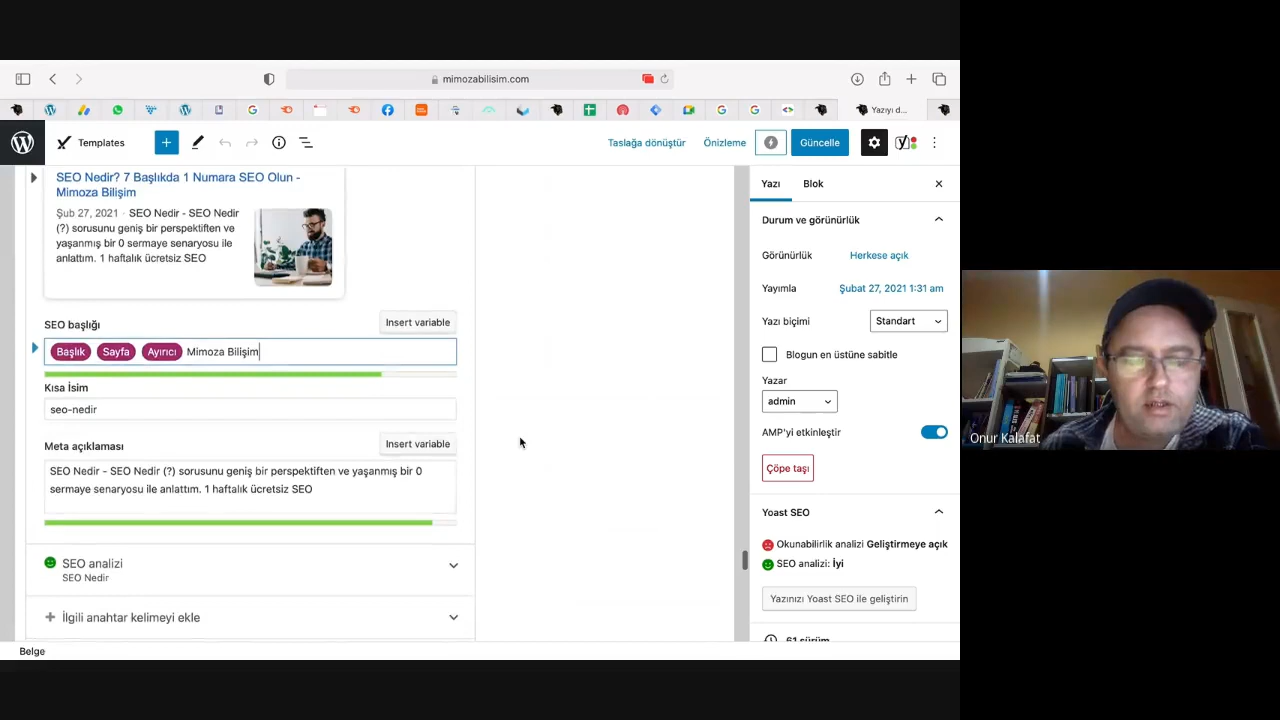 mimozabilisim.com
Yazıyı d...
Templates
Taslağa dönüştür
Önizleme
Güncelle
SEO Nedir? 7 Başlıkda 1 Numara SEO Olun -
Mimoza Bilişim
Şub 27, 2021 · SEO Nedir - SEO Nedir
(?) sorusunu geniş bir perspektiften ve
yaşanmış bir 0 sermaye senaryosu ile
anlattım. 1 haftalık ücretsiz SEO
SEO başlığı
Insert variable
Başlık Sayfa Ayırıcı Mimoza Bilişim
Kısa İsim
seo-nedir
Meta açıklaması
Insert variable
SEO Nedir - SEO Nedir (?) sorusunu geniş bir perspektiften ve yaşanmış bir 0
sermaye senaryosu ile anlattım. 1 haftalık ücretsiz SEO
SEO analizi
SEO Nedir
İlgili anahtar kelimeyi ekle
Belge
Yazı
Blok
Durum ve görünürlük
Görünürlük
Herkese açık
Yayımla
Şubat 27, 2021 1:31 am
Yazı biçimi
Standart
Blogun en üstüne sabitle
Yazar
admin
AMP'yi etkinleştir
Çöpe taşı
Yoast SEO
Okunabilirlik analizi Geliştirmeye açık
SEO analizi: İyi
Yazınızı Yoast SEO ile geliştirin
61 sürüm
Onur Kalafat